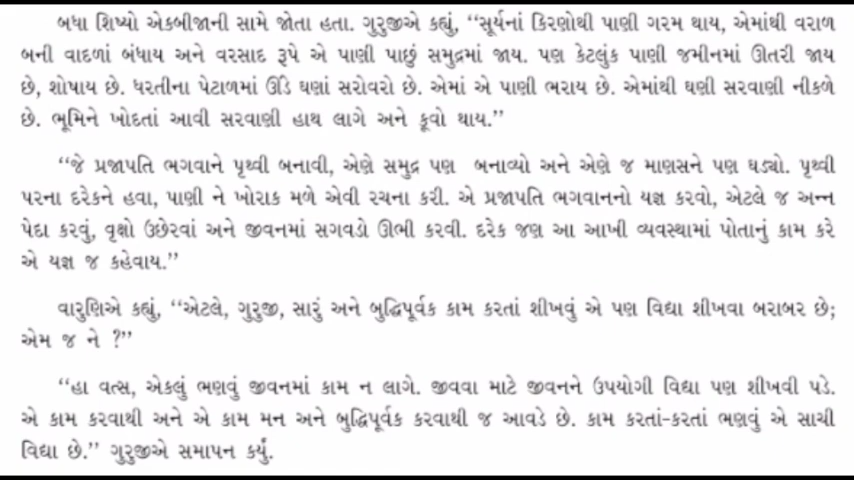 બધા શિષ્યો એકબીજાની સામે જોતા હતા. ગુરુજીએ કહ્યું, ‘‘સૂર્યનાં કિરણોથી પાણી ગરમ થાય, એમાંથી વરાળ
બની વાદળાં બંધાય અને વરસાદ રૂપે એ પાણી પાછું સમુદ્રમાં જાય. પણ કેટલુંક પાણી જમીનમાં ઊતરી જાય
છે, શોષાય છે. ધરતીના પેટાળમાં ઊંડે ઘણાં સરોવરો છે. એમાં એ પાણી ભરાય છે. એમાંથી ઘણી સરવાણી નીકળે
છે. ભૂમિને ખોદતાં આવી સરવાણી હાથ લાગે અને કૂવો થાય.’’
‘‘જે પ્રજાપતિ ભગવાને પૃથ્વી બનાવી, એણે સમુદ્ર પણ બનાવ્યો અને એણે જ માણસને પણ ઘડ્યો. પૃથ્વી
પરના દરેકને હવા, પાણી ને ખોરાક મળે એવી રચના કરી. એ પ્રજાપતિ ભગવાનનો યજ્ઞ કરવો, એટલે જ અન્ન
પેદા કરવું, વૃક્ષો ઉછેરવાં અને જીવનમાં સગવડો ઊભી કરવી. દરેક જણ આ આખી વ્યવસ્થામાં પોતાનું કામ કરે
એ યજ્ઞ જ કહેવાય.’’
વારુણિએ કહ્યું, ‘‘એટલે, ગુરુજી, સારું અને બુદ્ધિપૂર્વક કામ કરતાં શીખવું એ પણ વિદ્યા શીખવા બરાબર છે;
એમ જ ને ?’’
‘‘હા વત્સ, એકલું ભણવું જીવનમાં કામ ન લાગે. જીવવા માટે જીવનને ઉપયોગી વિદ્યા પણ શીખવી પડે.
એ કામ કરવાથી અને એ કામ મન અને બુદ્ધિપૂર્વક કરવાથી જ આવડે છે. કામ કરતાં-કરતાં ભણવું એ સાચી
વિદ્યા છે.’’ ગુરુજીએ સમાપન કર્યું.